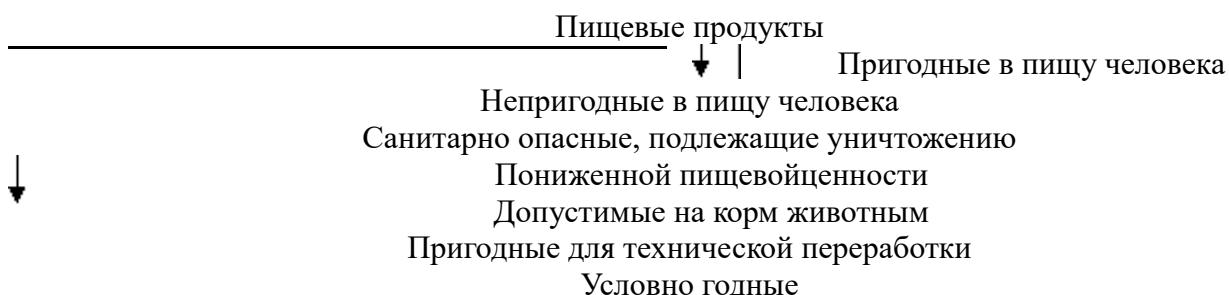 Пищевые продукты
Пригодные в пищу человека
Непригодные в пищу человека
Санитарно опасные, подлежащие уничтожению
Пониженной пищевойценности
Допустимые на корм животным
Пригодные для технической переработки
Условно годные